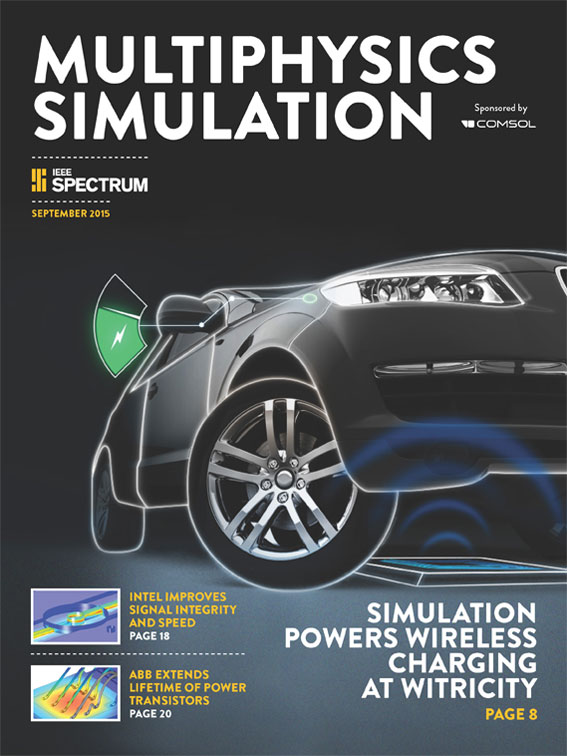 MULTIPHYSICS
SIMULATION
Sponsored by
COMSOL
IEEE
SPECTRUM
SEPTEMBER 2015
INTEL IMPROVES
SIGNAL INTEGRITY
AND SPEED
PAGE 18
ABB EXTENDS
LIFETIME OF POWER
TRANSISTORS
PAGE 20
SIMULATION
POWERS WIRELESS
CHARGING
AT WITRICITY
PAGE 8